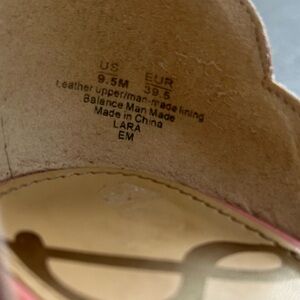 US EUR
9.5M 39.5
Leather upper/man-made lining
Balance Man Made
Made in China
LARA
EM